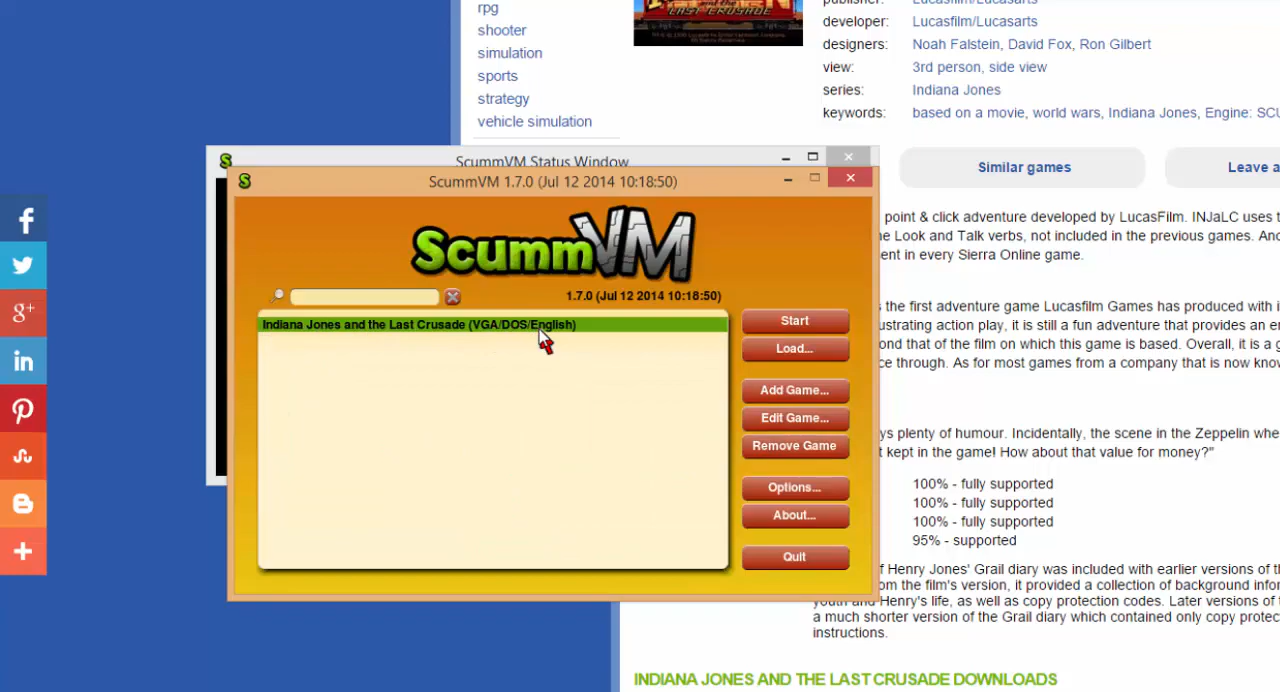 rpg
shooter
simulation
sports
strategy
vehicle simulation
LAST CRUSADE
publisher: Lucasfilm/Lucasarts
developer: Lucasfilm/Lucasarts
designers: Noah Falstein, David Fox, Ron Gilbert
view: 3rd person, side view
series: Indiana Jones
keywords: based on a movie, world wars, Indiana Jones, Engine: SCU
Similar games
Leave a
ScummVM Status Window
ScummVM 1.7.0 (Jul 12 2014 10:18:50)
ScummVM
1.7.0 (Jul 12 2014 10:18:50)
Indiana Jones and the Last Crusade (VGA/DOS/English)
Start
Load...
Add Game...
Edit Game...
Remove Game
Options...
About...
Quit
point & click adventure developed by LucasFilm. INJaLC uses t
e Look and Talk verbs, not included in the previous games. And
ent in every Sierra Online game.
s the first adventure game Lucasfilm Games has produced with i
ustrating action play, it is still a fun adventure that provides an e
ond that of the film on which this game is based. Overall, it is a g
ce through. As for most games from a company that is now know
ys plenty of humour. Incidentally, the scene in the Zeppelin whe
t kept in the game! How about that value for money?"
100% - fully supported
100% - fully supported
100% - fully supported
95% - supported
of Henry Jones' Grail diary was included with earlier versions of th
om the film's version, it provided a collection of background infor
youth and Henry's life, as well as copy protection codes. Later versions of t
a much shorter version of the Grail diary which contained only copy protec
instructions.
INDIANA JONES AND THE LAST CRUSADE DOWNLOADS